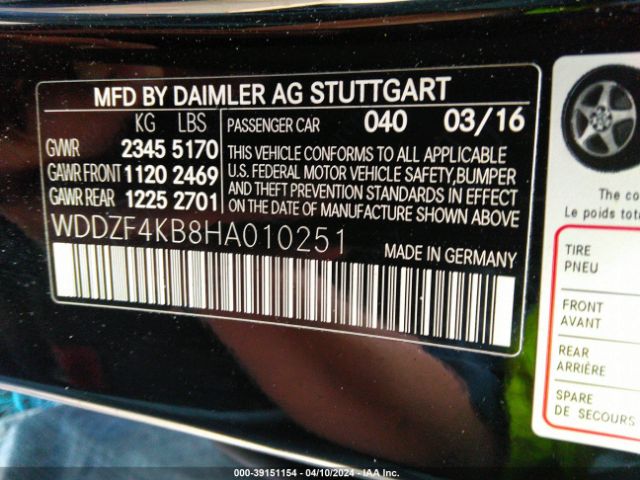 MFD BY DAIMLER AG STUTTGART
KG LBS
GVWR 2345 5170
GAWR FRONT 1120 2469
GAWR REAR 1225 2701
PASSENGER CAR 040 03/16
THIS VEHICLE CONFORMS TO ALL APPLICABLE
U.S. FEDERAL MOTOR VEHICLE SAFETY,BUMPER
AND THEFT PREVENTION STANDARDS IN EFFECT
ON THE DATE OF MANUFACTURE SHOWN ABOVE.
WDDZF4KB8HA010251
MADE IN GERMANY
The co
Le poids tota
TIRE
PNEU
FRONT
AVANT
REAR
ARRIÈRE
SPARE
DE SECOURS
000-39151154 - 04/10/2024 - IAA Inc.